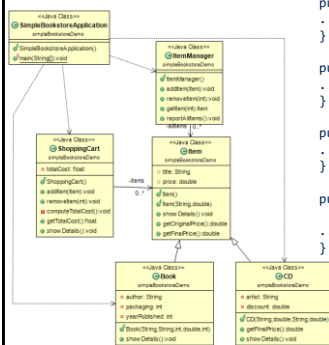 <<Java Class>>
SimpleBookstoreApplication
simpleBookstoreDemo
SimpleBookstoreApplication()
main(String[]):void
<<Java Class>>
ItemManager
simpleBookstoreDemo
ItemManager()
addItem(Item):void
removeItem(int):void
getItem(int):Item
reportAllItems():void
-allItems 0..*
<<Java Class>>
ShoppingCart
simpleBookstoreDemo
totalCost: float
ShoppingCart()
addItem(Item):void
removeItem(int):void
computeTotalCost():void
getTotalCost():float
showDetails():void
-items
0..*
<<Java Class>>
Item
simpleBookstoreDemo
title: String
price: double
Item()
Item(String,double)
showDetails():void
getOriginalPrice():double
getFinalPrice():double
<<Java Class>>
Book
simpleBookstoreDemo
author: String
packaging: int
yearPublished: int
Book(String,String,int,double,int)
showDetails():void
<<Java Class>>
CD
simpleBookstoreDemo
artist: String
discount: double
CD(String,double,String,double)
getFinalPrice():double
showDetails():void
pu
.
}
pu
.
}
pu
.
}
pu
.
}